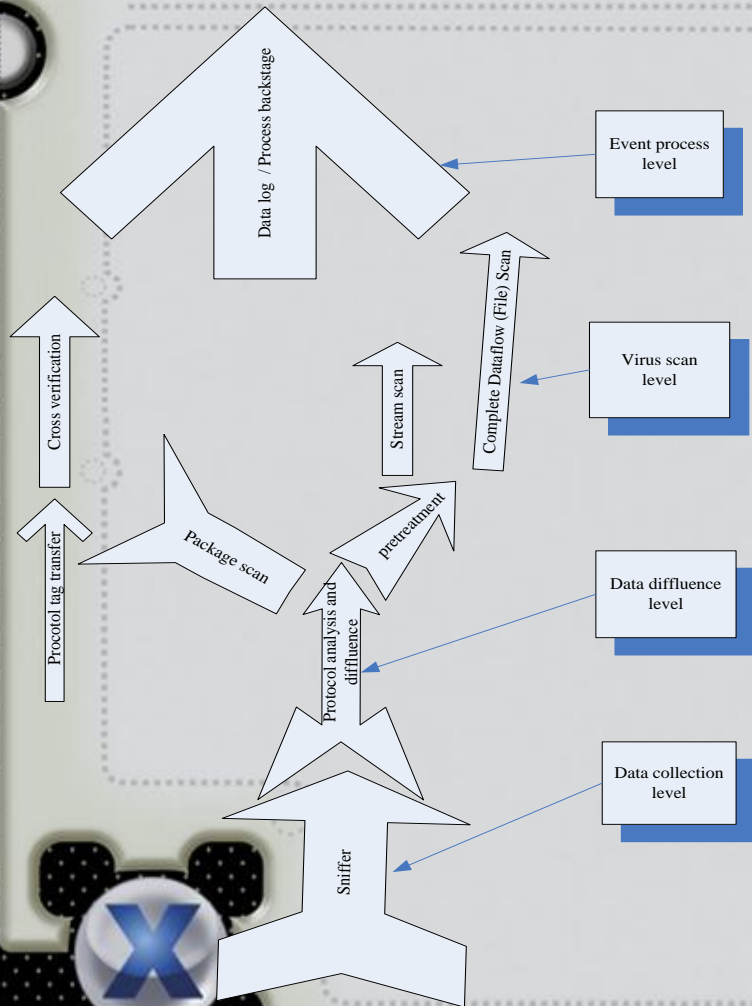 Data log / Process backstage
Event process
level
Complete Dataflow (File) Scan
Cross verification
Stream scan
Virus scan
level
Procotol tag transfer
Package scan
pretreatment
Protocol analysis and
diffluence
Data diffluence
level
Data collection
level
Sniffer
X